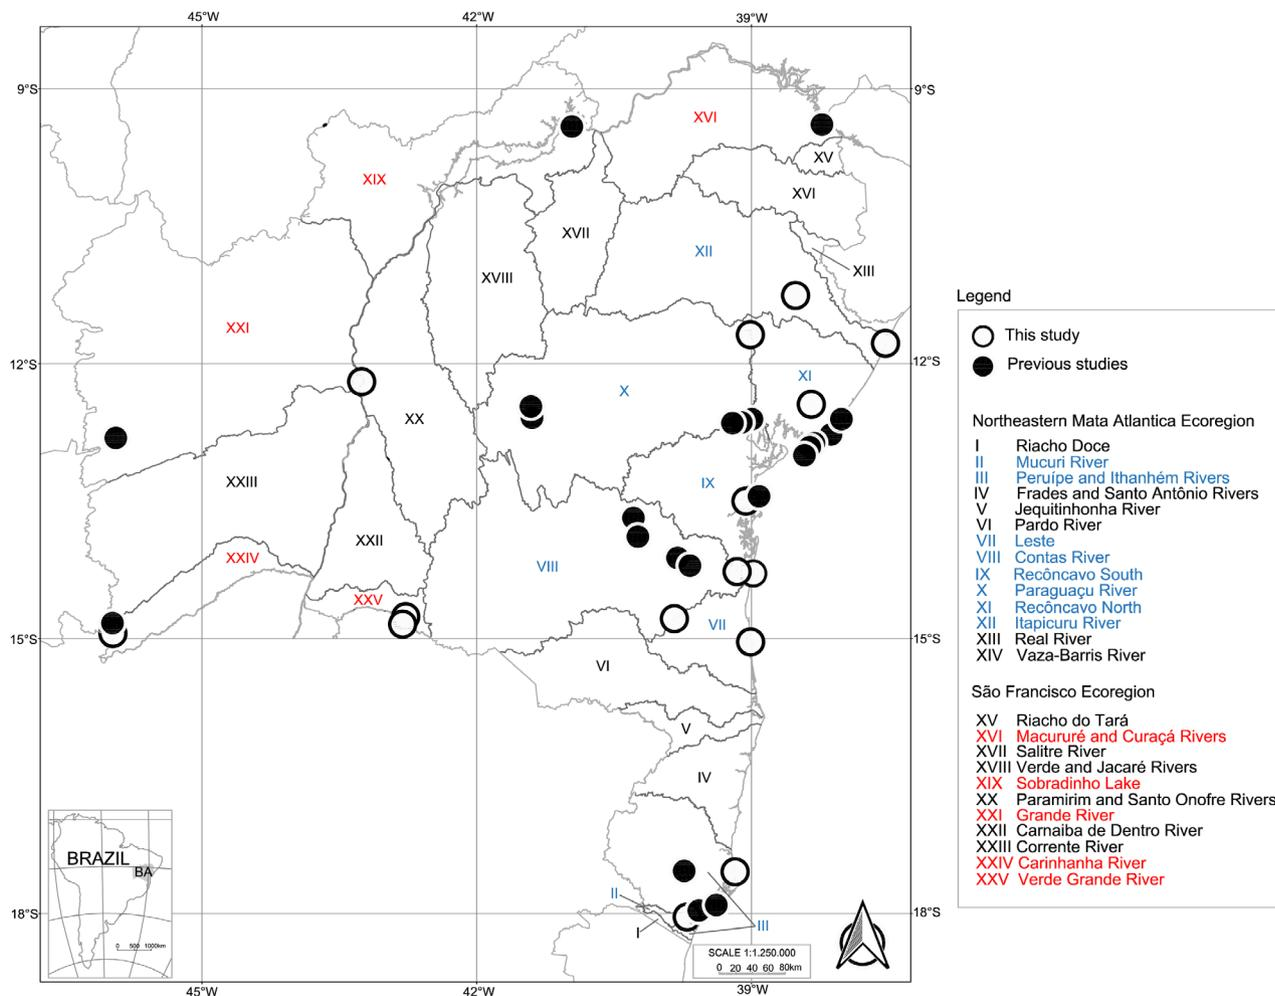 45°W 42°W 39°W
9°S 9°S
XVI
XV
XIX
XVI
XVII
XII
XVIII
XIII
Legend
XXI
This study
12°S 12°S
Previous studies
XI
X
XX
Northeastern Mata Atlantica Ecoregion
I Riacho Doce
II Mucuri River
III Peruípe and Ithanhém Rivers
IV Frades and Santo Antônio Rivers
V Jequitinhonha River
VI Pardo River
VII Leste
VIII Contas River
IX Recôncavo South
X Paraguaçu River
XI Recôncavo North
XII Itapicuru River
XIII Real River
XIV Vaza-Barris River
XXIII
IX
XXII
XXIV
VIII
XXV
VII
15°S 15°S
VI
São Francisco Ecoregion
XV Riacho do Tará
XVI Macururé and Curaçá Rivers
XVII Salitre River
XVIII Verde and Jacaré Rivers
XIX Sobradinho Lake
XX Paramirim and Santo Onofre Rivers
XXI Grande River
XXII Carnaiba de Dentro River
XXIII Corrente River
XXIV Carinhanha River
XXV Verde Grande River
V
IV
BRAZIL
BA
0 500 1000km
II
18°S 18°S
I
III
SCALE 1:1.250.000
0 20 40 60 80km
45°W 42°W 39°W